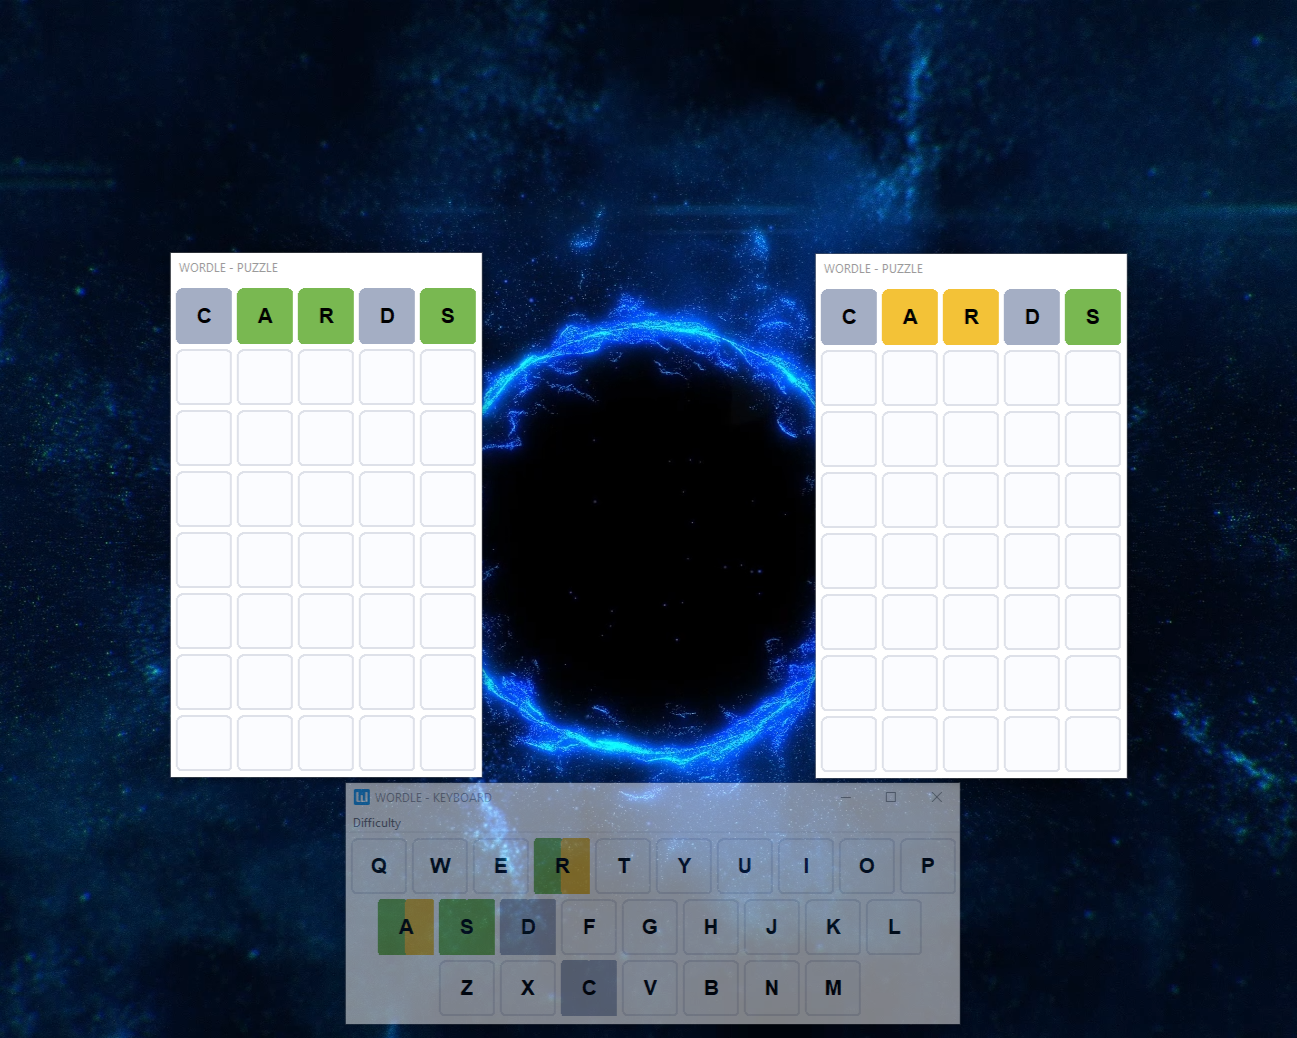 WORDLE - PUZZLE
C A R D S
WORDLE - PUZZLE
C A R D S
WORDLE - KEYBOARD
Difficulty
Q W E R T Y U I O P
A S D F G H J K L
Z X C V B N M